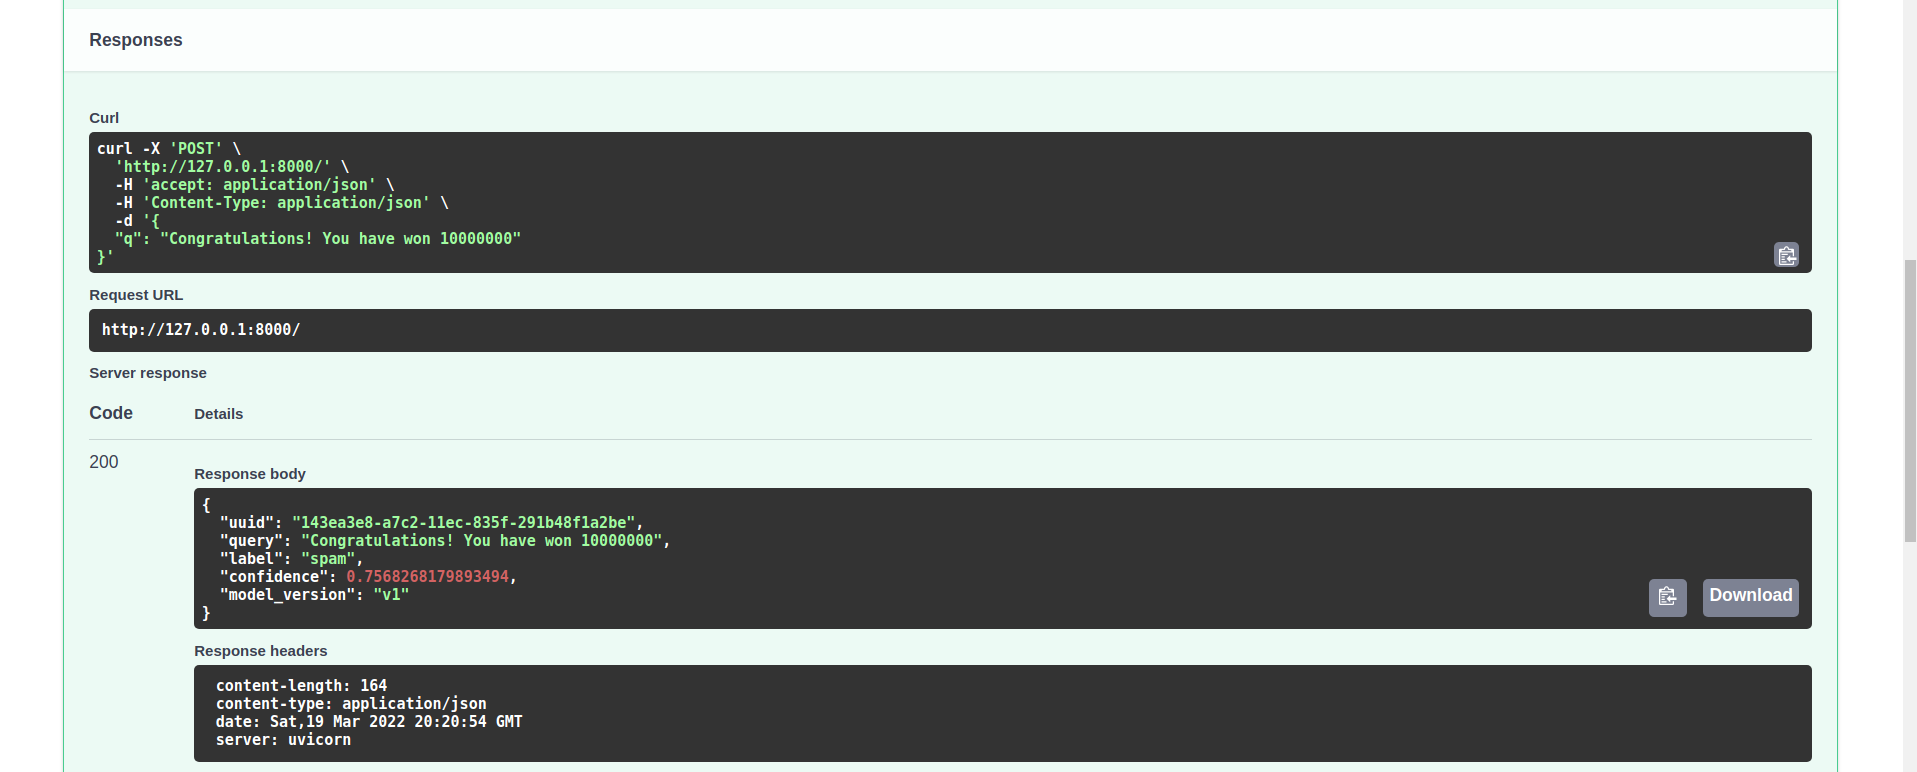 Responses
Curl
curl -X 'POST' \
'http://127.0.0.1:8000/' \
-H 'accept: application/json' \
-H 'Content-Type: application/json' \
-d '{
"q": "Congratulations! You have won 10000000"
}'
Request URL
http://127.0.0.1:8000/
Server response
Code Details
200
Response body
{
"uuid": "143ea3e8-a7c2-11ec-835f-291b48f1a2be",
"query": "Congratulations! You have won 10000000",
"label": "spam",
"confidence": 0.7568268179893494,
"model_version": "v1"
}
Download
Response headers
content-length: 164
content-type: application/json
date: Sat,19 Mar 2022 20:20:54 GMT
server: uvicorn